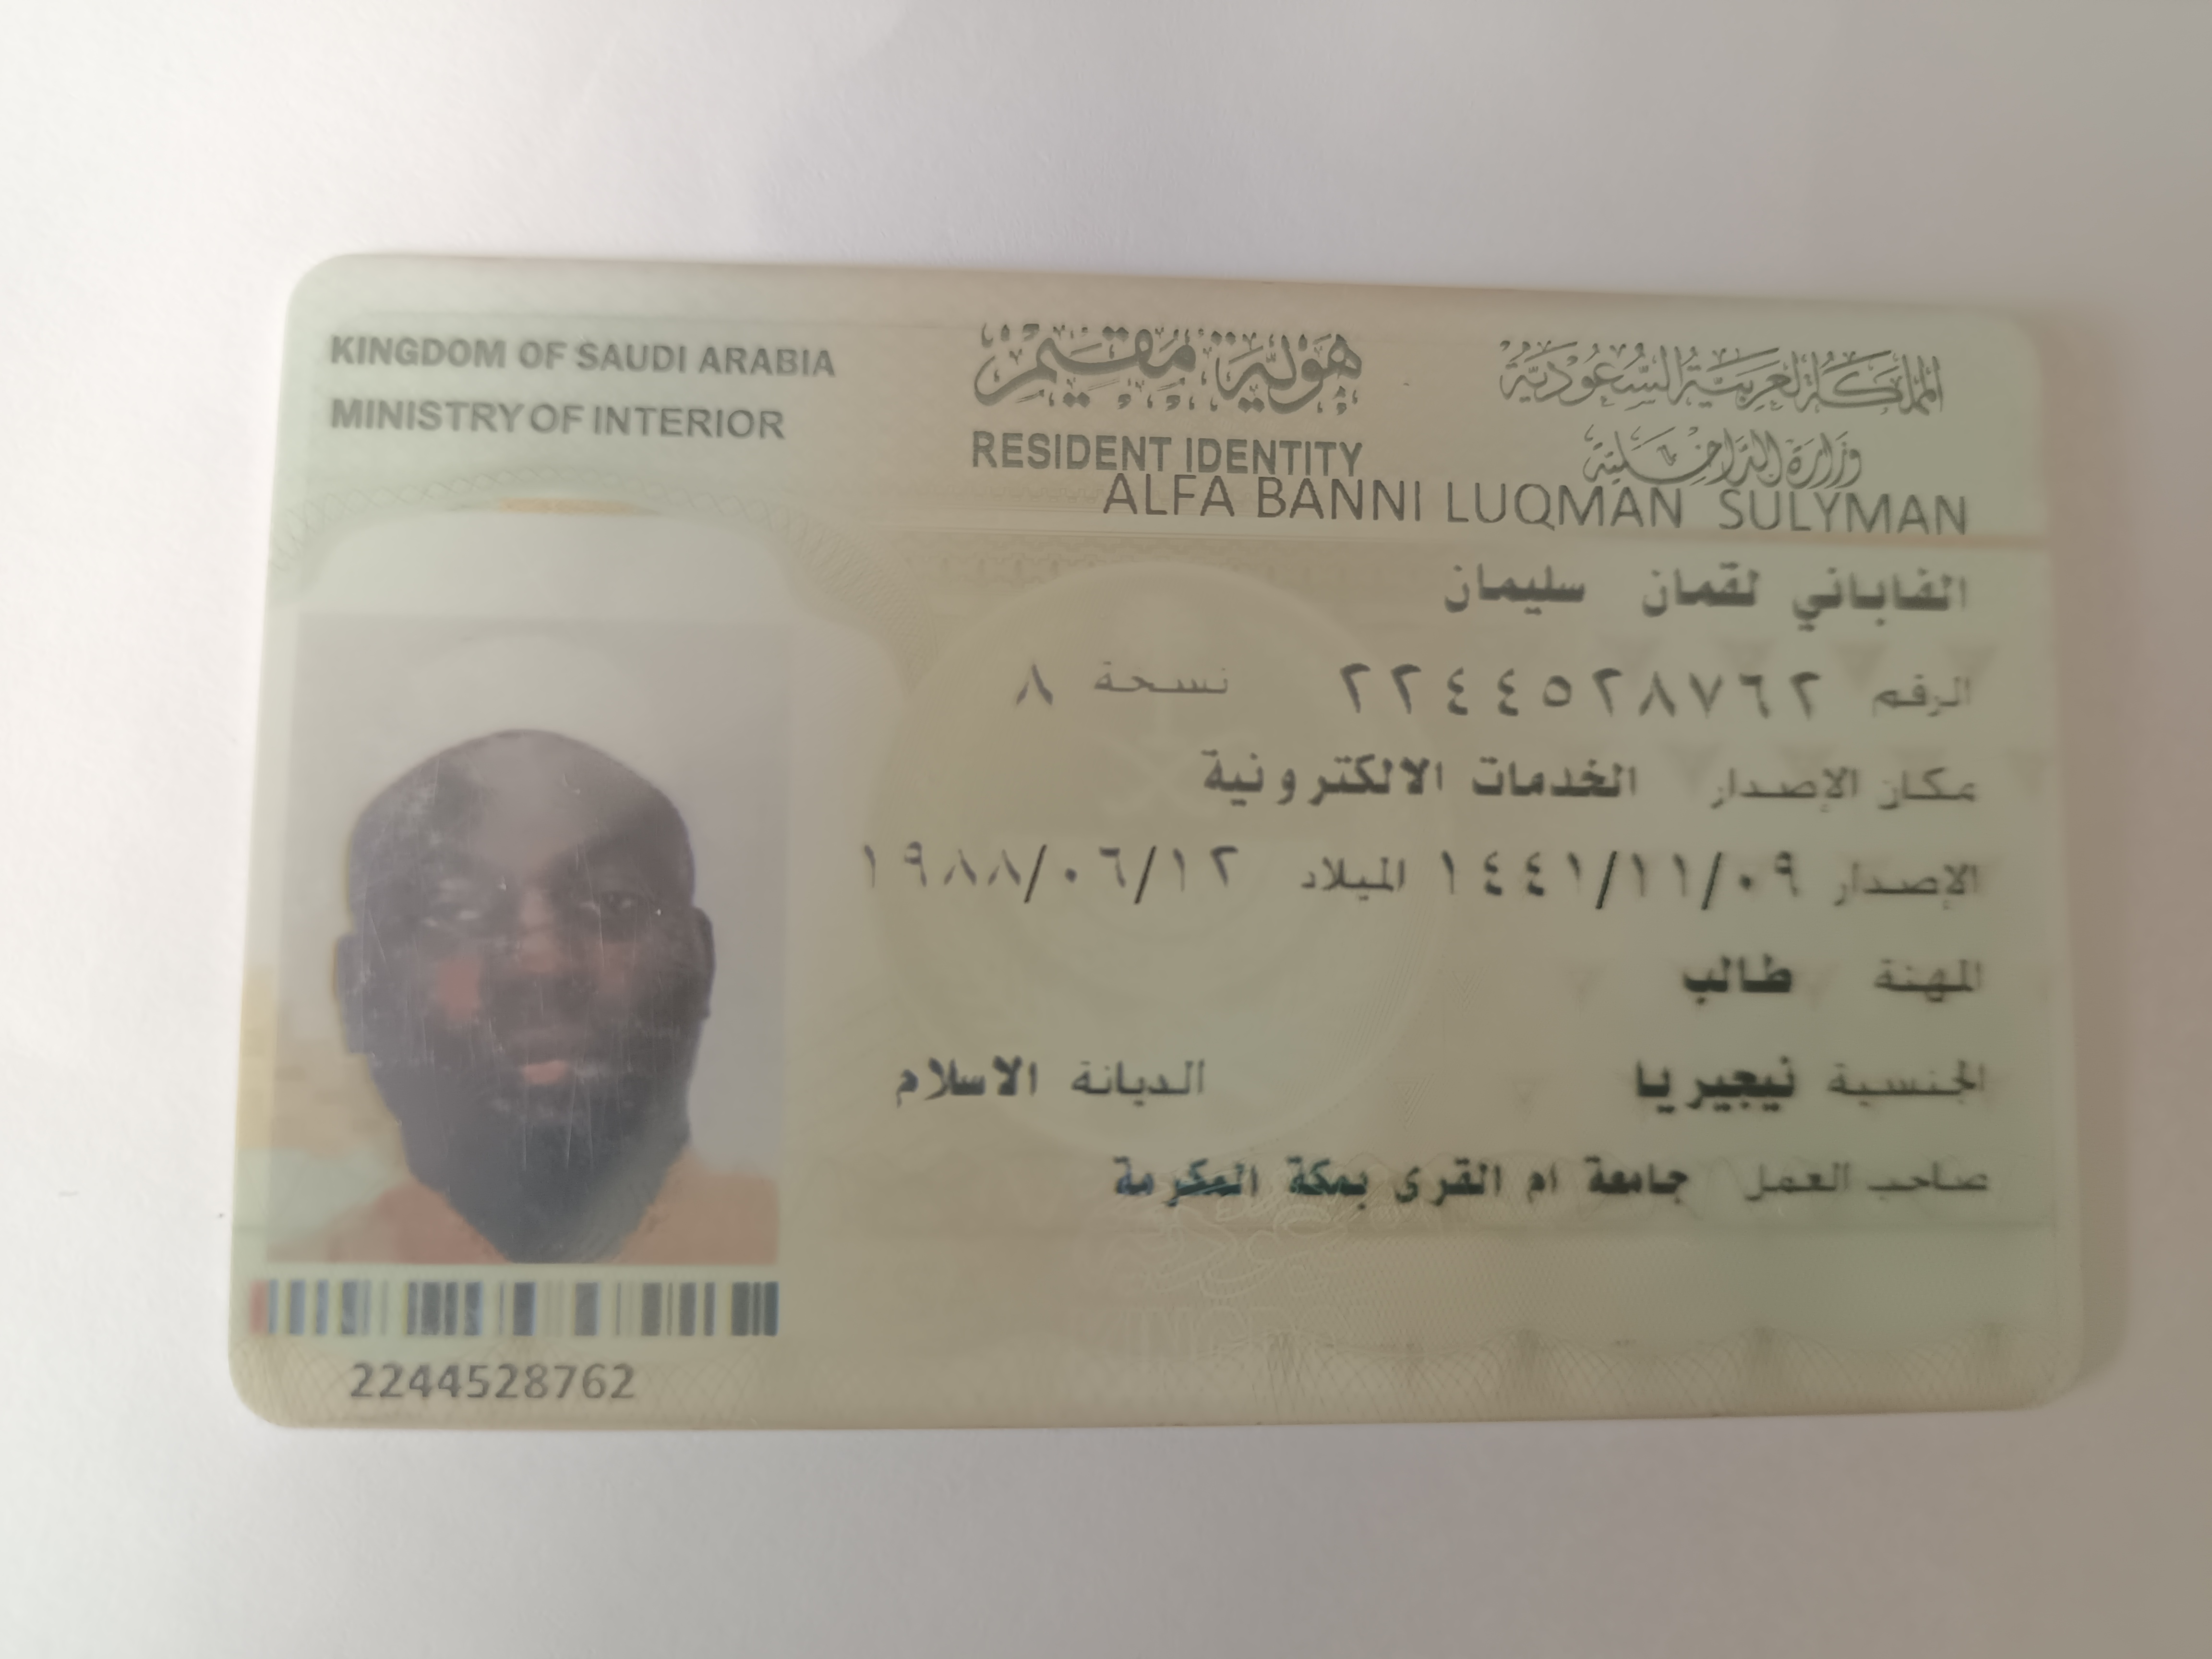 KINGDOM OF SAUDI ARABIA
MINISTRY OF INTERIOR
هوية مقيم
RESIDENT IDENTITY
المملكة العربية السعودية
وزارة الداخلية
ALFA BANNI LUQMAN SULYMAN
الفاباني لقمان سليمان
الرقم ٢٢٤٤٥٢٨٧٦٢ نسخة ٨
مكان الإصدار الخدمات الالكترونية
الإصدار ١٤٤١/١١/٠٩ الميلاد ١٩٨٨/٠٦/١٢
المهنة طالب
الجنسية نيجيريا الديانة الاسلام
صاحب العمل جامعة ام القرى بمكة المكرمة
2244528762